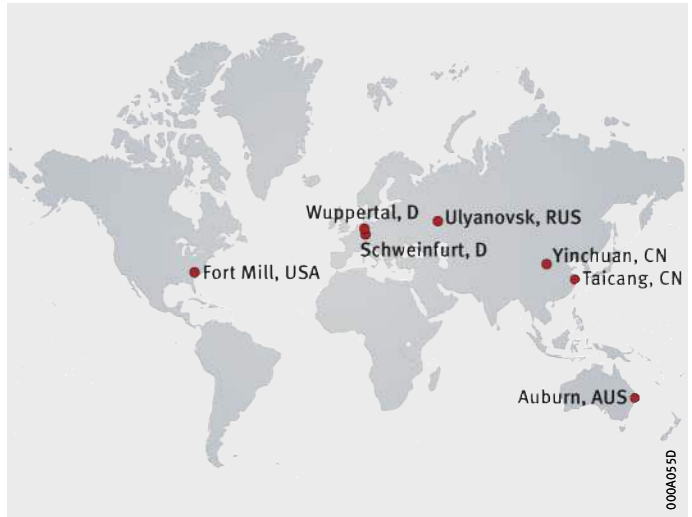 Wuppertal, D
Ulyanovsk, RUS
Schweinfurt, D
Yinchuan, CN
Fort Mill, USA
Taicang, CN
Auburn, AUS
000A055D